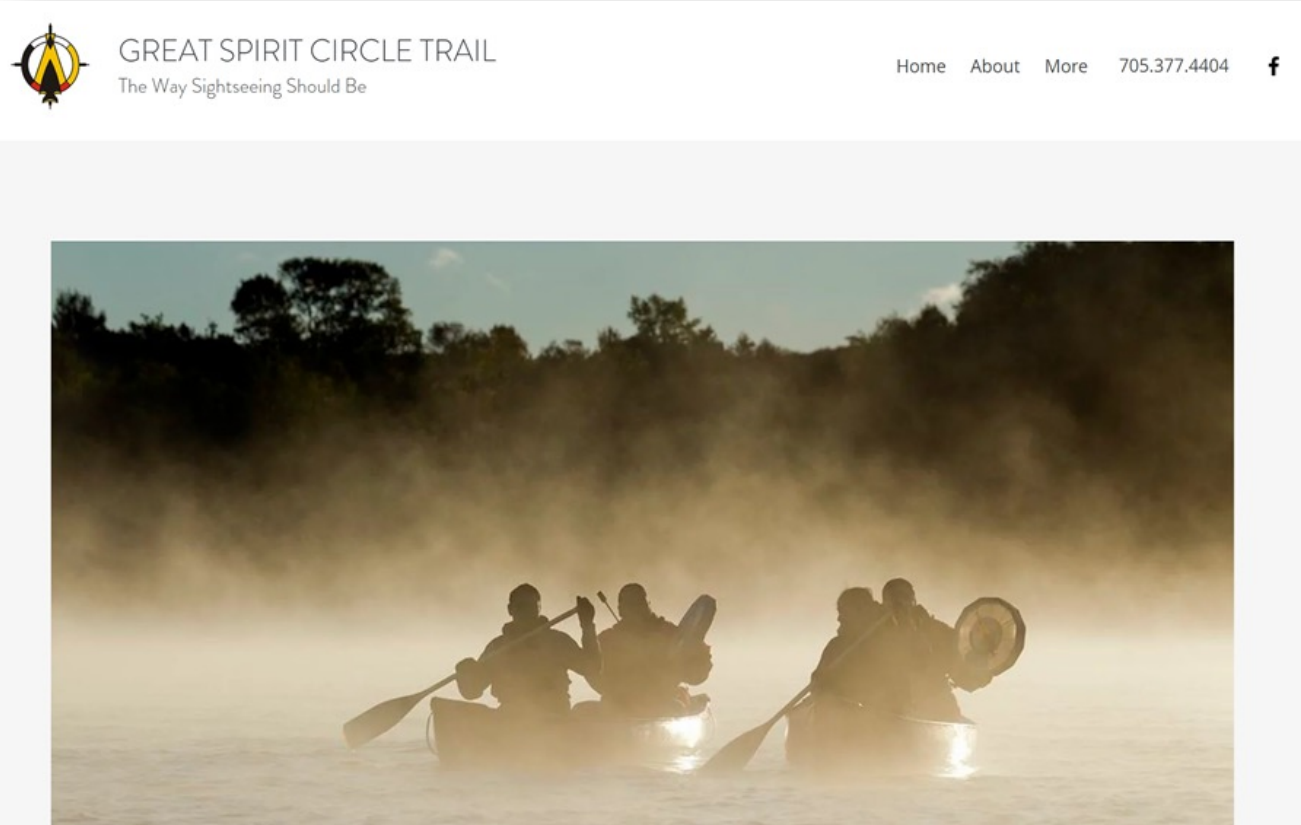 GREAT SPIRIT CIRCLE TRAIL
The Way Sightseeing Should Be
Home About More 705.377.4404